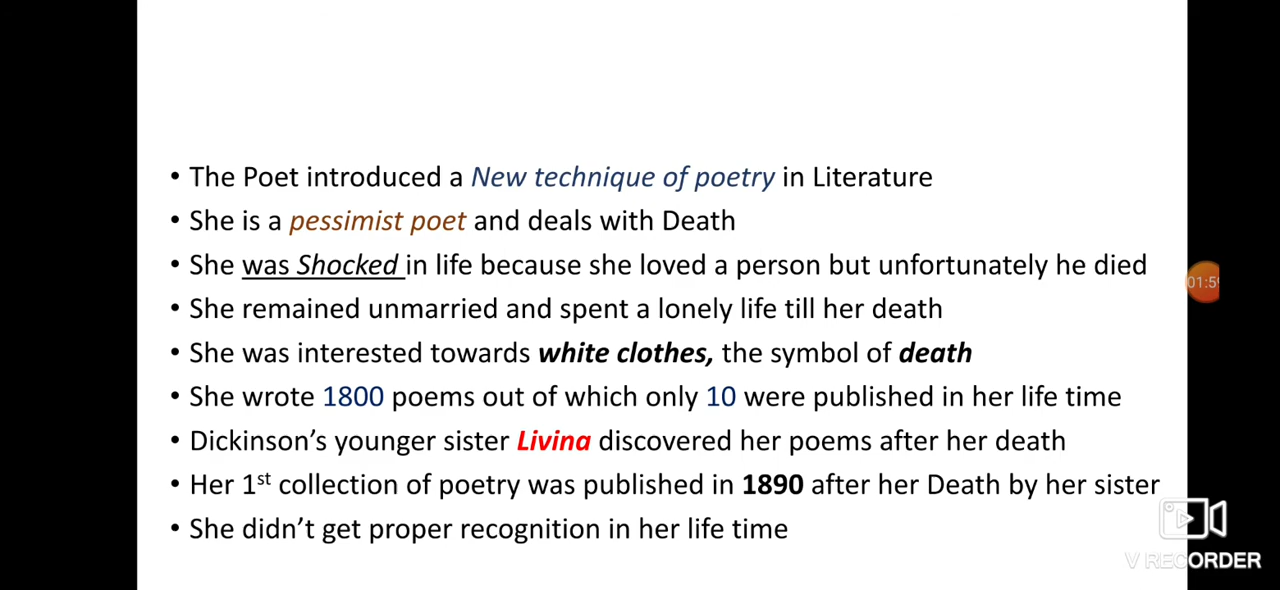 • The Poet introduced a New technique of poetry in Literature
• She is a pessimist poet and deals with Death
• She was Shocked in life because she loved a person but unfortunately he died
• She remained unmarried and spent a lonely life till her death
• She was interested towards white clothes, the symbol of death
• She wrote 1800 poems out of which only 10 were published in her life time
• Dickinson’s younger sister Livina discovered her poems after her death
• Her 1st collection of poetry was published in 1890 after her Death by her sister
• She didn’t get proper recognition in her life time
V RECORDER